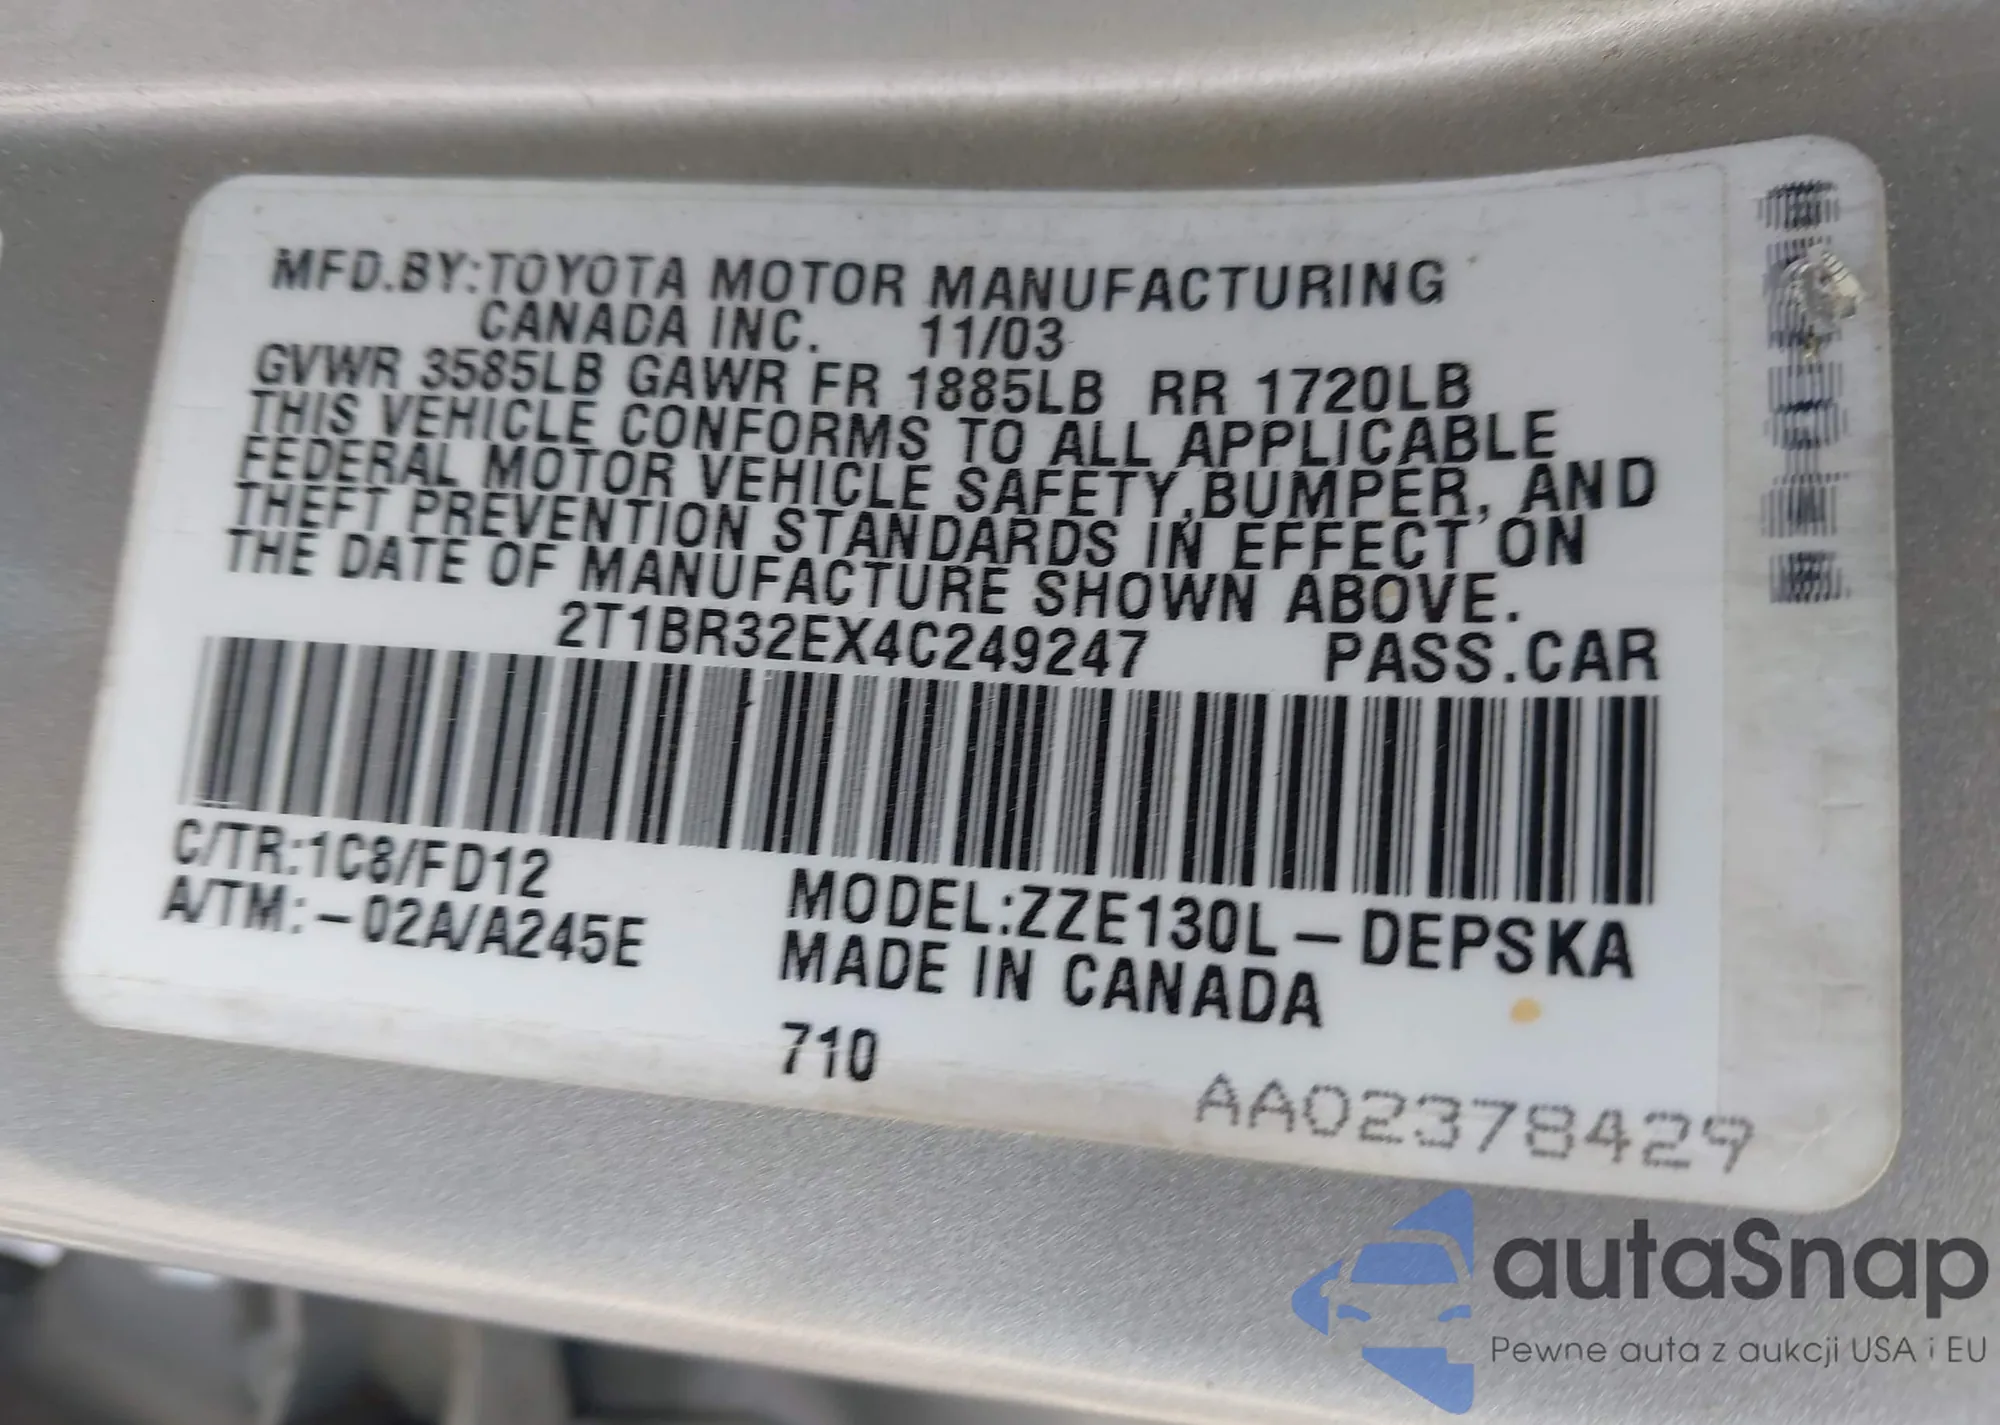 MFD.BY:TOYOTA MOTOR MANUFACTURING
CANADA INC. 11/03
GVWR 3585LB GAWR FR 1885LB RR 1720LB
THIS VEHICLE CONFORMS TO ALL APPLICABLE
FEDERAL MOTOR VEHICLE SAFETY,BUMPER, AND
THEFT PREVENTION STANDARDS IN EFFECT ON
THE DATE OF MANUFACTURE SHOWN ABOVE.
2T1BR32EX4C249247 PASS.CAR
C/TR:1C8/FD12
A/TM:-02A/A245E
MODEL:ZZE130L-DEPSKA
MADE IN CANADA
710
AA02378429
autaSnap
Pewne auta z aukcji USA i EU